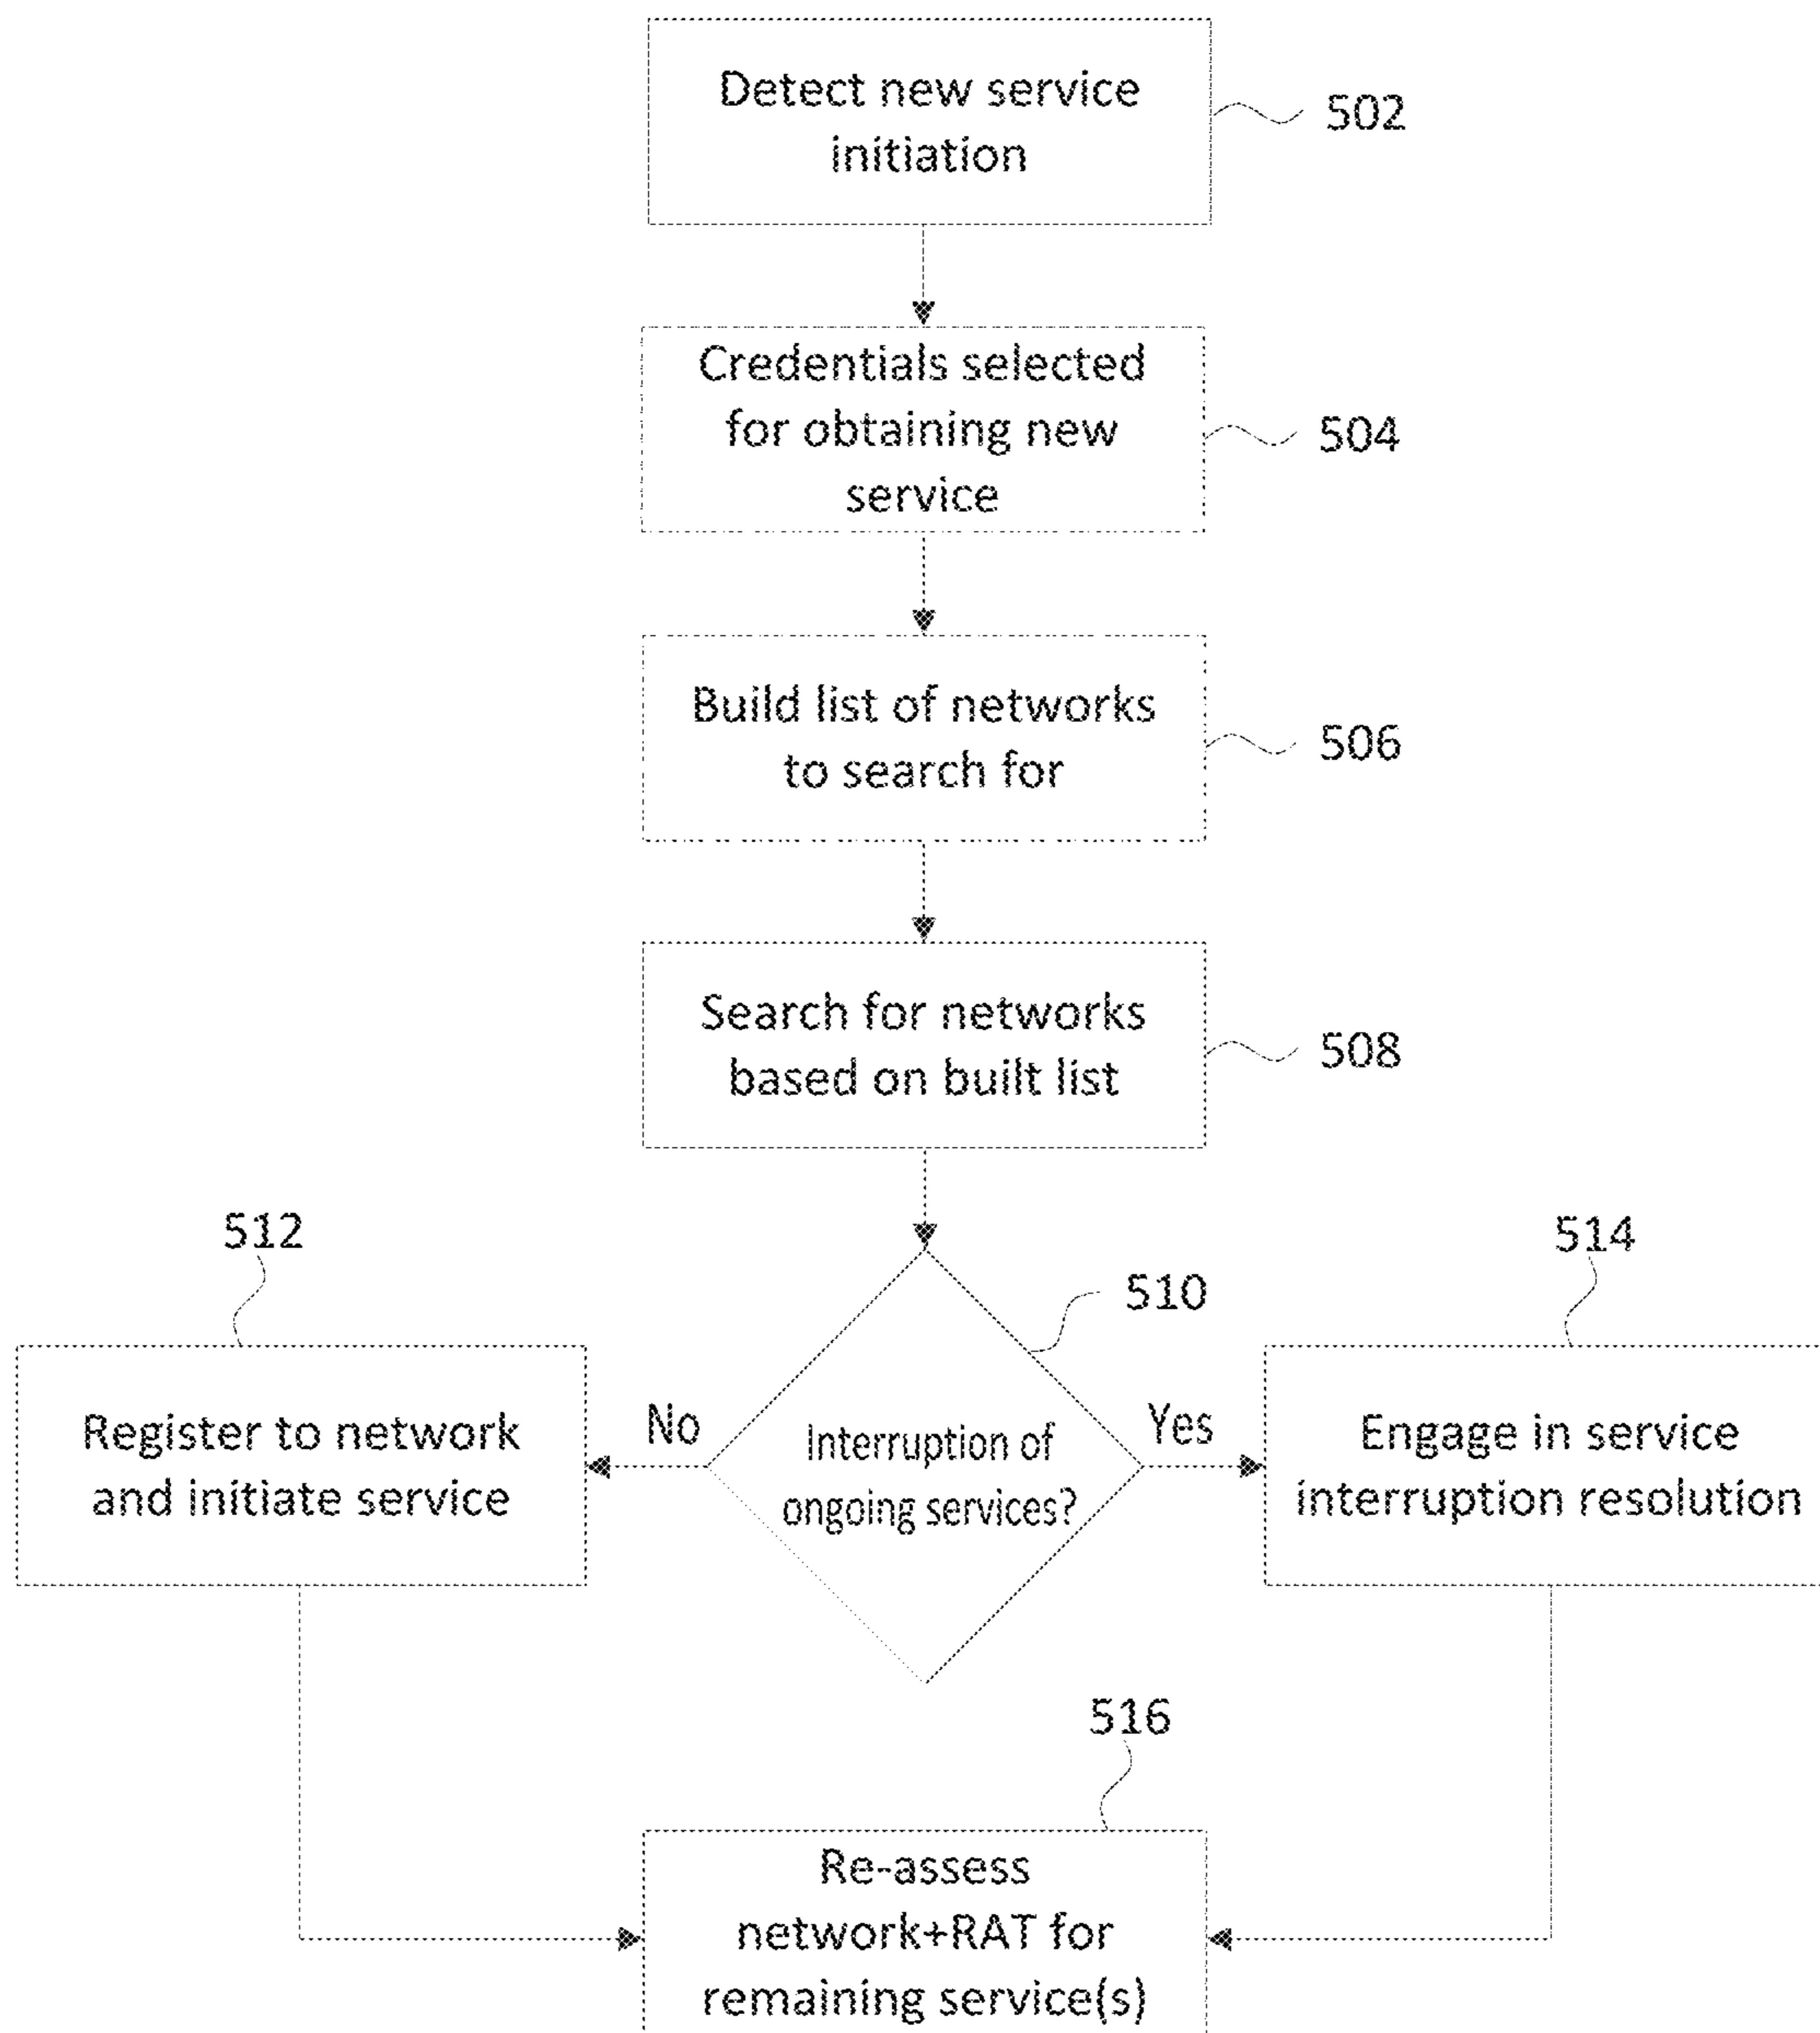 Detect new service
initiation
502
Credentials selected
for obtaining new
service
504
Build list of networks
to search for
506
Search for networks
based on built list
508
512
514
510
Register to network
and initiate service
No
Interruption of
ongoing services?
Yes
Engage in service
interruption resolution
516
Re-assess
network+RAT for
remaining service(s)